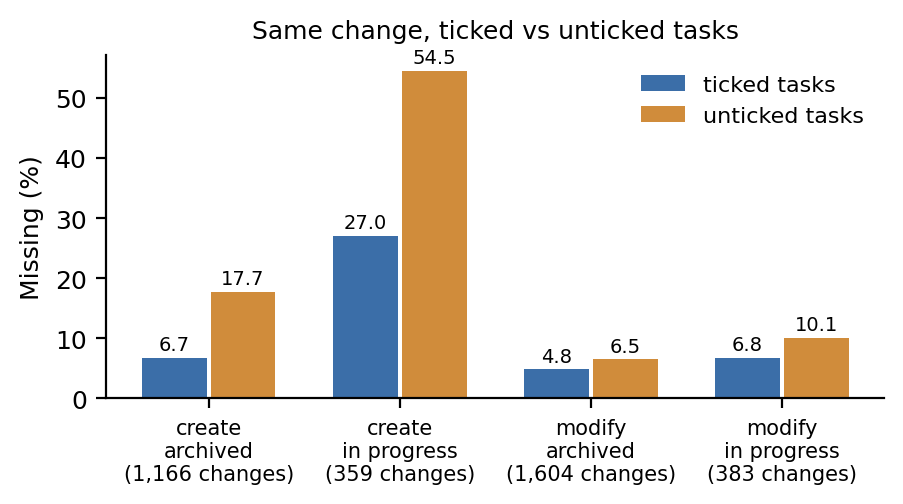 Same change, ticked vs unticked tasks
Missing (%)
50
40
30
20
10
0
ticked tasks
unticked tasks
6.7
17.7
27.0
54.5
4.8
6.5
6.8
10.1
create
archived
(1,166 changes)
create
in progress
(359 changes)
modify
archived
(1,604 changes)
modify
in progress
(383 changes)